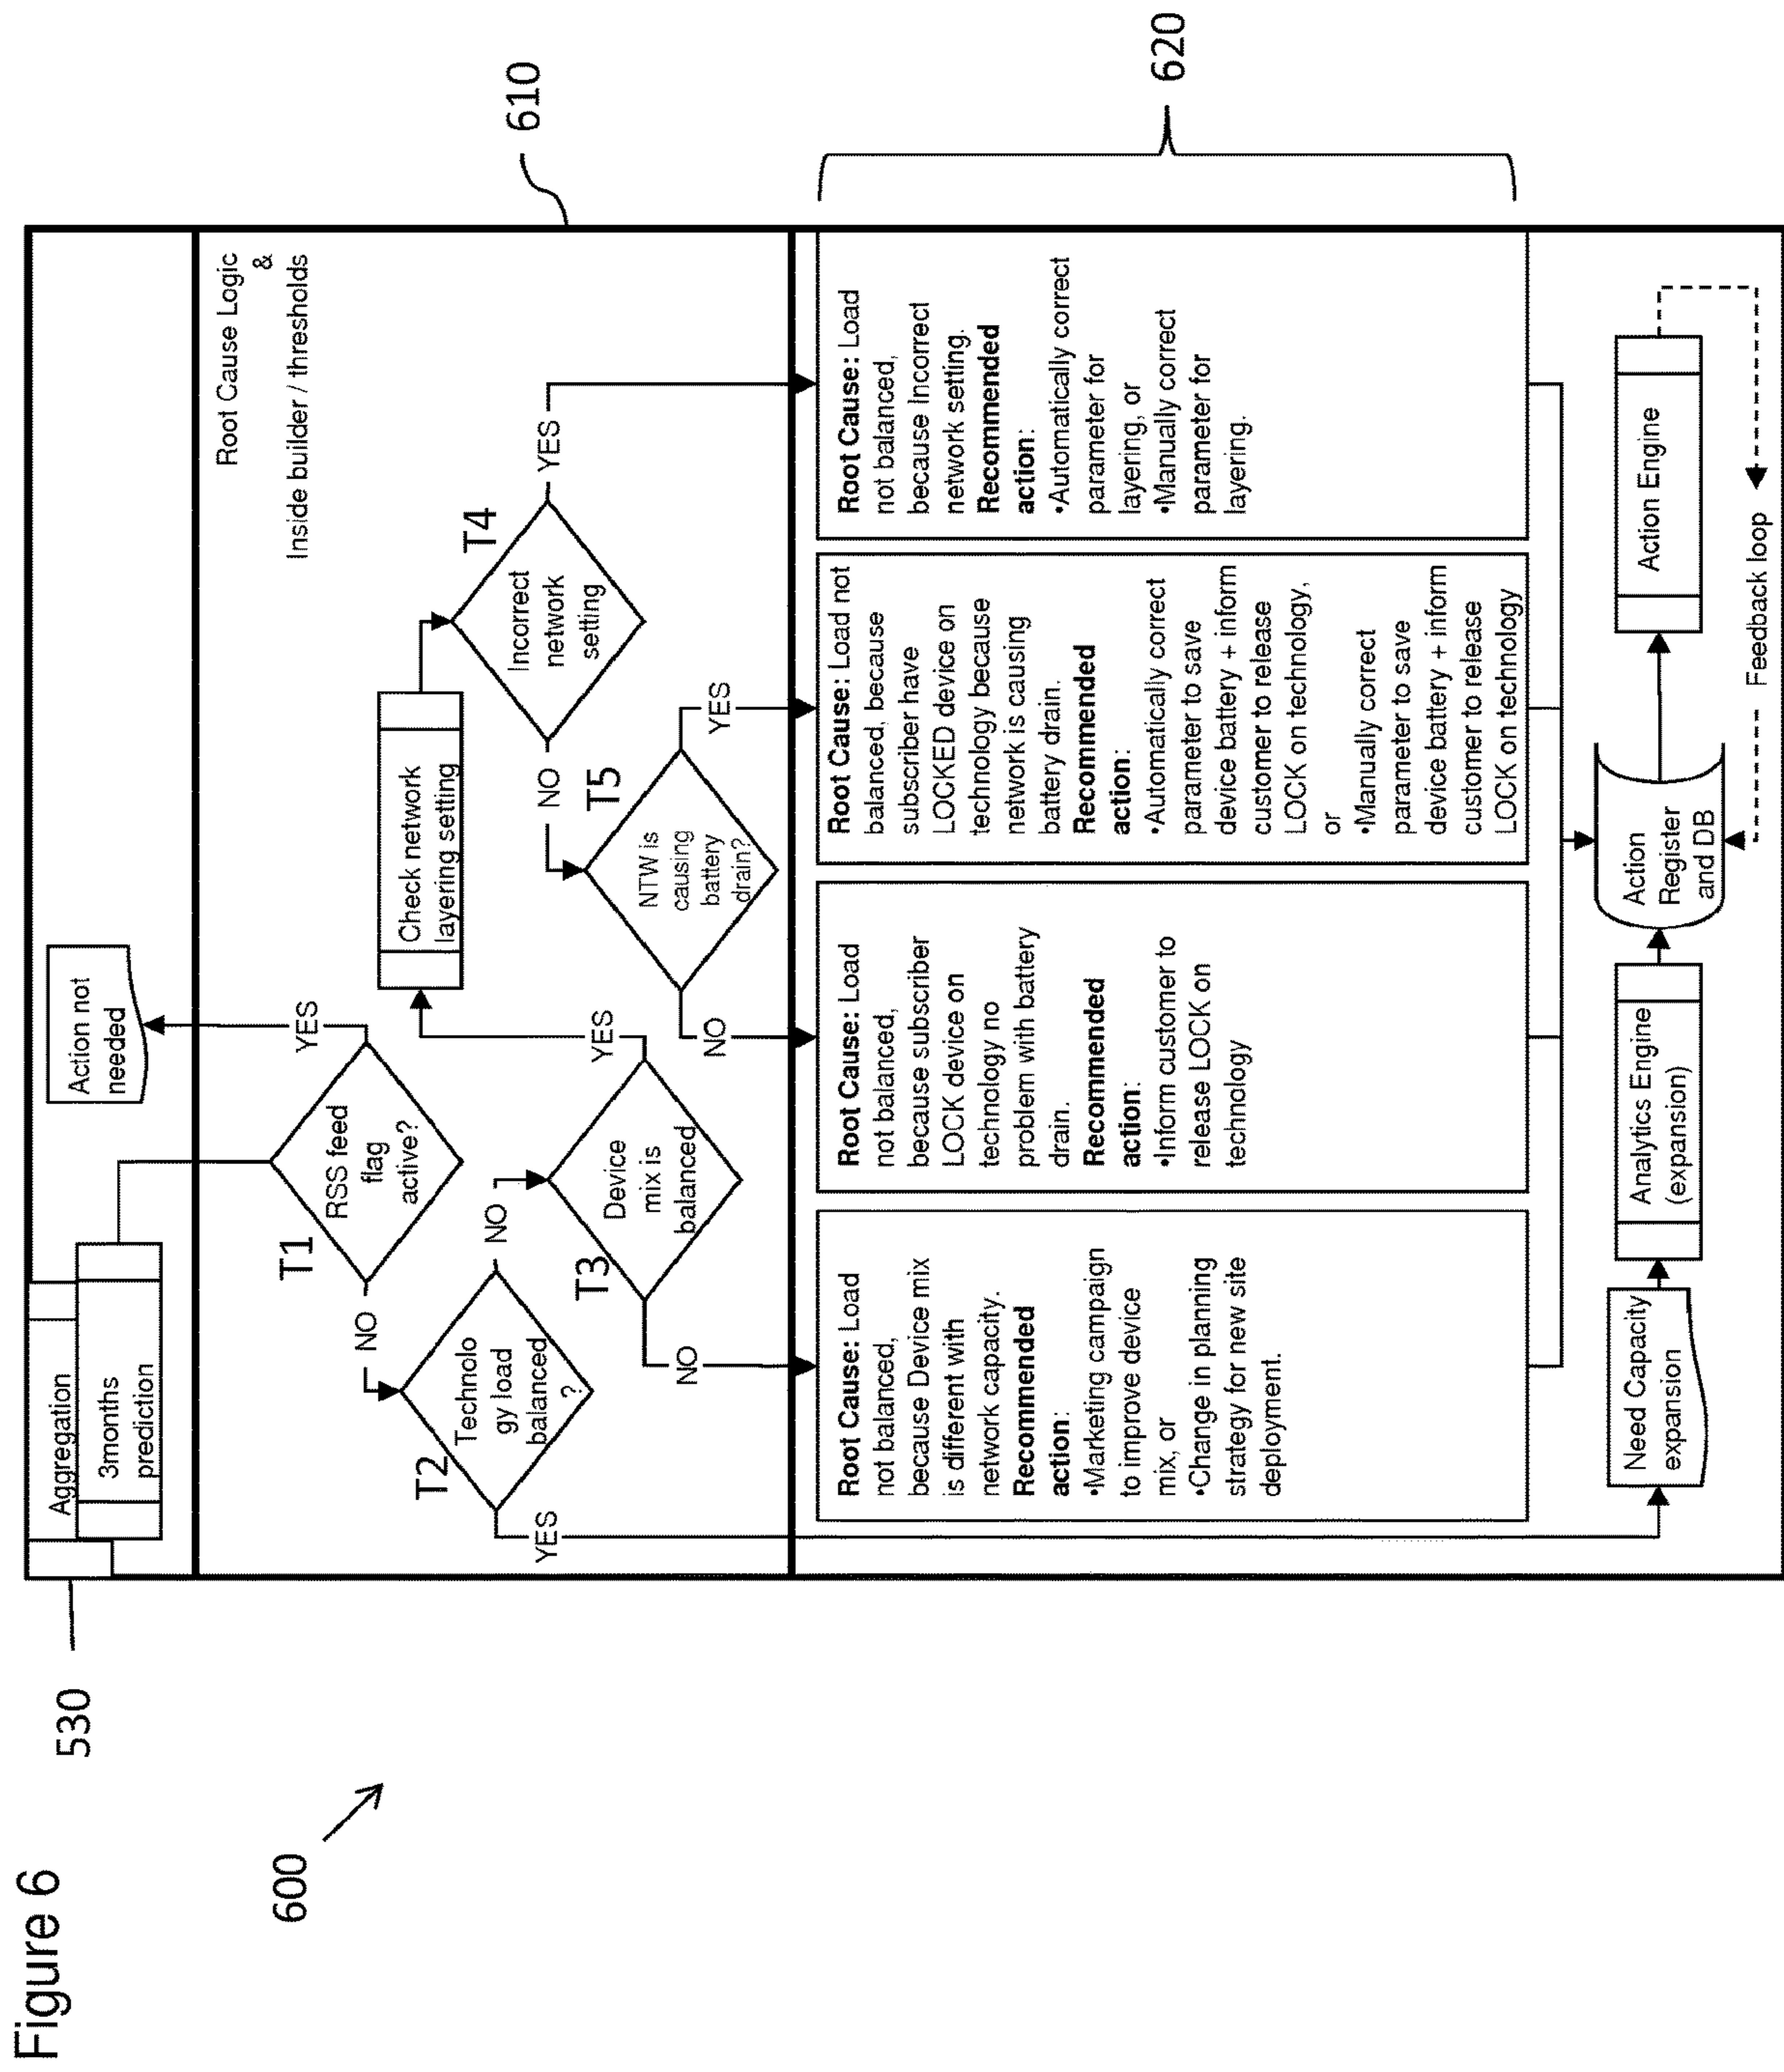 Figure 6
600
530
610
620
Aggregation
3months
prediction
Action not
needed
Root Cause Logic
&
Inside builder / thresholds
T1
RSS feed
flag
active?
YES
NO
T2
Technolo
gy load
balanced
?
YES
NO
T3
Device
mix is
balanced
YES
NO
Check network
layering setting
T4
Incorrect
network
setting
YES
NO
T5
NTW is
causing
battery
drain?
YES
NO
Root Cause: Load
not balanced,
because Device mix
is different with
network capacity.
Recommended
action:
•Marketing campaign
to improve device
mix, or
•Change in planning
strategy for new site
deployment.
Root Cause: Load
not balanced,
because subscriber
LOCK device on
technology no
problem with battery
drain.
Recommended
action:
•Inform customer to
release LOCK on
technology
Root Cause: Load not
balanced, because
subscriber have
LOCKED device on
technology because
network is causing
battery drain.
Recommended
action:
•Automatically correct
parameter to save
device battery + inform
customer to release
LOCK on technology,
or
•Manually correct
parameter to save
device battery + inform
customer to release
LOCK on technology
Root Cause: Load
not balanced,
because Incorrect
network setting.
Recommended
action:
•Automatically correct
parameter for
layering, or
•Manually correct
parameter for
layering.
Need Capacity
expansion
Analytics Engine
(expansion)
Action
Register
and DB
Action Engine
Feedback loop